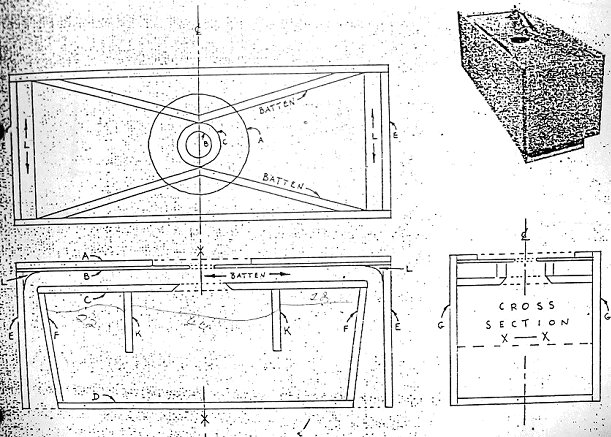 ℄
BATTEN
L
B
C
A
L
E
BATTEN
X
A
B
BATTEN
L
C
E
F
K
K
F
E
D
X
℄
G
CROSS
SECTION
X — X
G